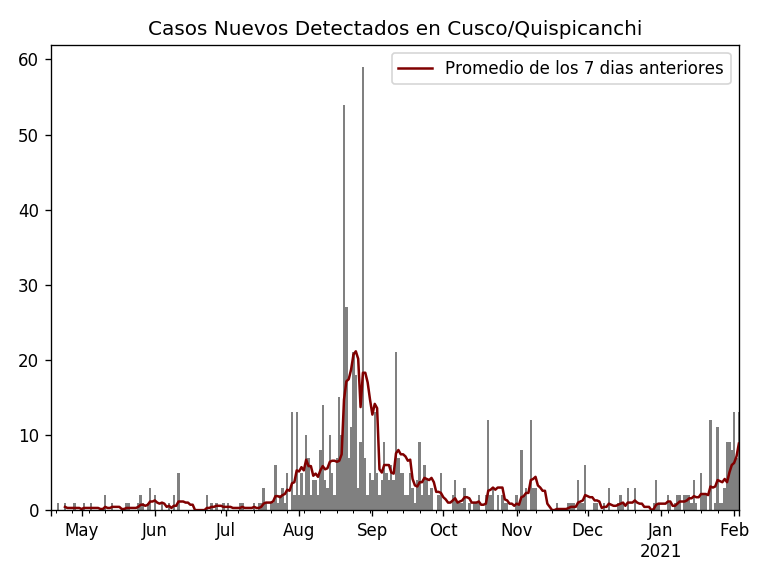 Casos Nuevos Detectados en Cusco/Quispicanchi
Promedio de los 7 dias anteriores
60
50
40
30
20
10
0
May Jun Jul Aug Sep Oct Nov Dec Jan Feb
2021